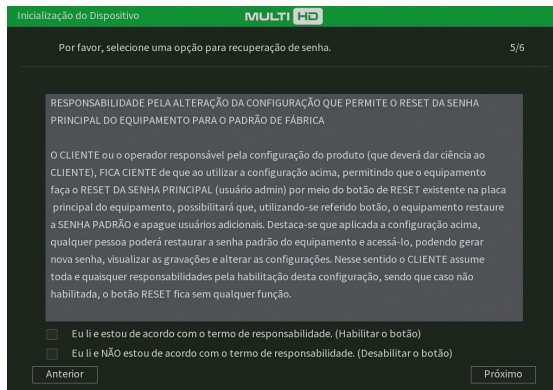 Inicialização do Dispositivo
MULTI HD
Por favor, selecione uma opção para recuperação de senha.
5/6
RESPONSABILIDADE PELA ALTERAÇÃO DA CONFIGURAÇÃO QUE PERMITE O RESET DA SENHA
PRINCIPAL DO EQUIPAMENTO PARA O PADRÃO DE FÁBRICA
O CLIENTE ou o operador responsável pela configuração do produto (que deverá dar ciência ao
CLIENTE), FICA CIENTE de que ao utilizar a configuração acima, permitindo que o equipamento
faça o RESET DA SENHA PRINCIPAL (usuário admin) por meio do botão de RESET existente na placa
principal do equipamento, possibilitará que, utilizando-se referido botão, o equipamento restaure
a SENHA PADRÃO e apague usuários adicionais. Destaca-se que aplicada a configuração acima,
qualquer pessoa poderá restaurar a senha padrão do equipamento e acessá-lo, podendo gerar
nova senha, visualizar as gravações e alterar as configurações. Nesse sentido o CLIENTE assume
toda e quaisquer responsabilidades pela habilitação desta configuração, sendo que caso não
habilitada, o botão RESET fica sem qualquer função.
Eu li e estou de acordo com o termo de responsabilidade. (Habilitar o botão)
Eu li e NÃO estou de acordo com o termo de responsabilidade. (Desabilitar o botão)
Anterior
Próximo